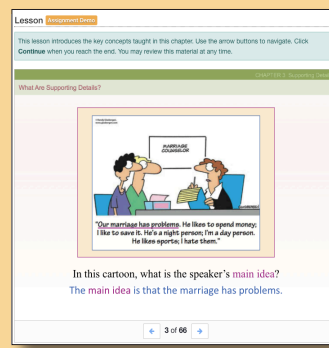 Lesson Assignment Demo
This lesson introduces the key concepts taught in this chapter. Use the arrow buttons to navigate. Click
Continue when you reach the end. You may review this material at any time.
CHAPTER 3 Supporting
What Are Supporting Details?
MARRIAGE
COUNSELOR
"Our marriage has problems. He likes to spend money;
I like to save it. He's a night person; I'm a day person.
He likes sports; I hate them."
In this cartoon, what is the speaker's main idea?
The main idea is that the marriage has problems.
3 of 66